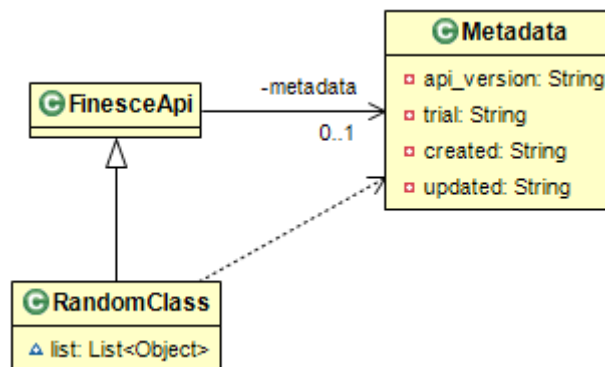 C Metadata
api_version: String
trial: String
created: String
updated: String
C FinesceApi
-metadata
0..1
C RandomClass
list: List<Object>